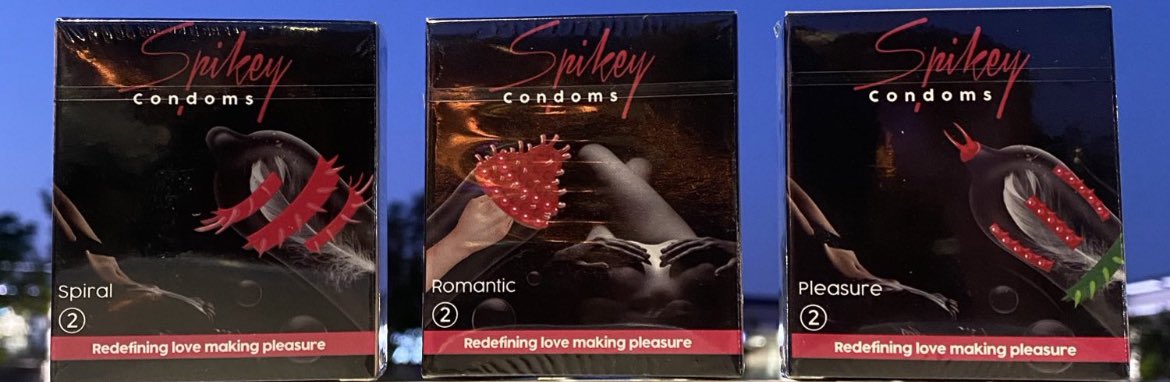 Spikey
condoms
Spiral
2
Redefining love making pleasure
Spikey
condoms
Romantic
2
Redefining love making pleasure
Spikey
condoms
Pleasure
2
Redefining love making pleasure